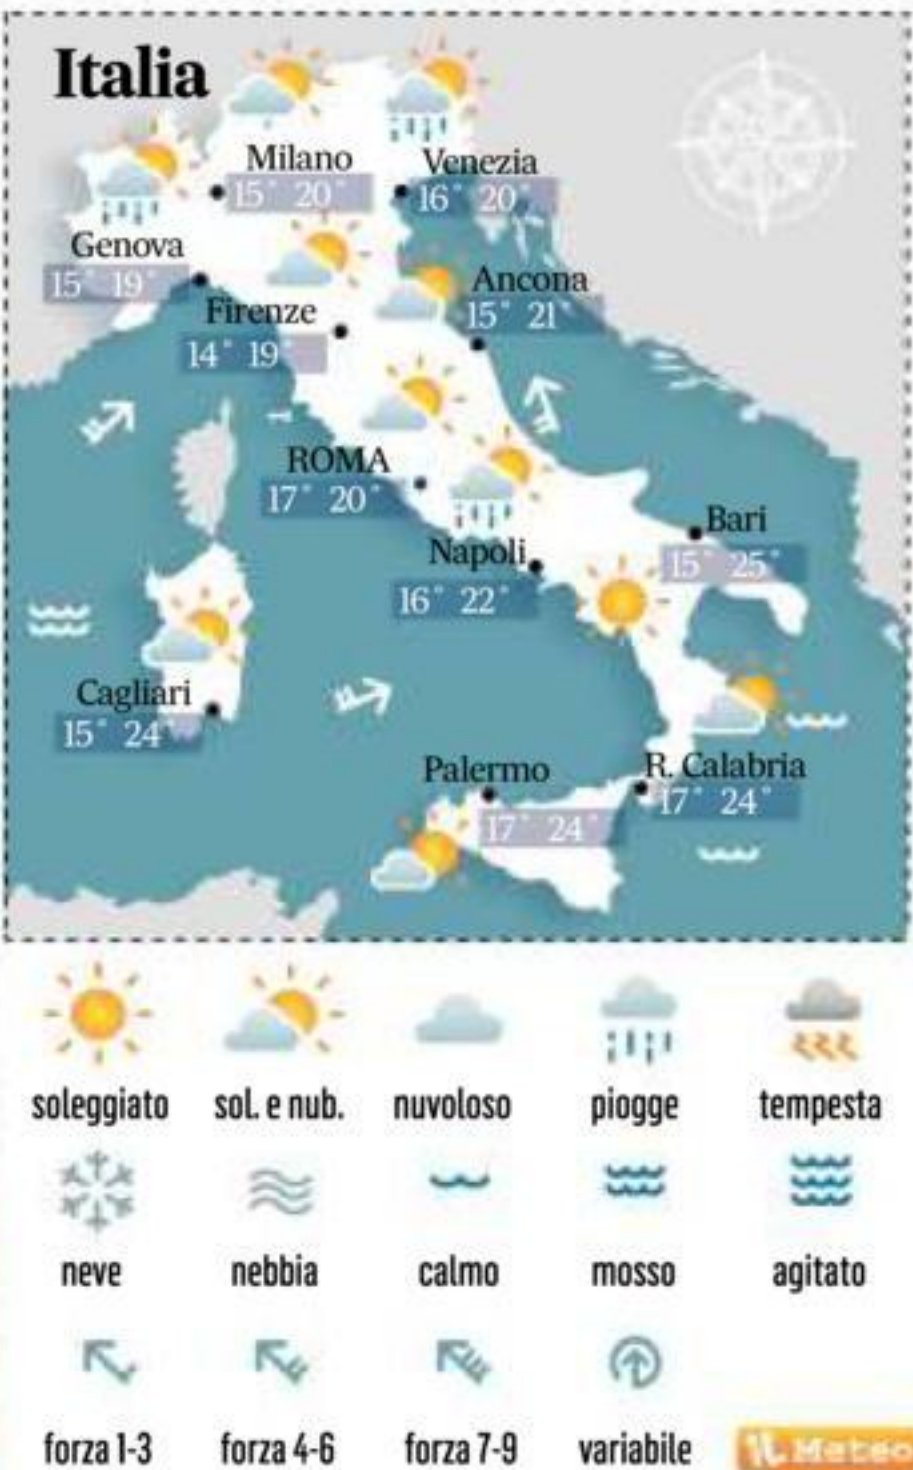 Italia
Milano
15° 20°
Venezia
16° 20°
Genova
15° 19°
Ancona
15° 21°
Firenze
14° 19°
ROMA
17° 20°
Bari
15° 25°
Napoli
16° 22°
Cagliari
15° 24°
Palermo
17° 24°
R. Calabria
17° 24°
soleggiato
sol. e nub.
nuvoloso
piogge
tempesta
neve
nebbia
calmo
mosso
agitato
forza 1-3
forza 4-6
forza 7-9
variabile
iL Meteo